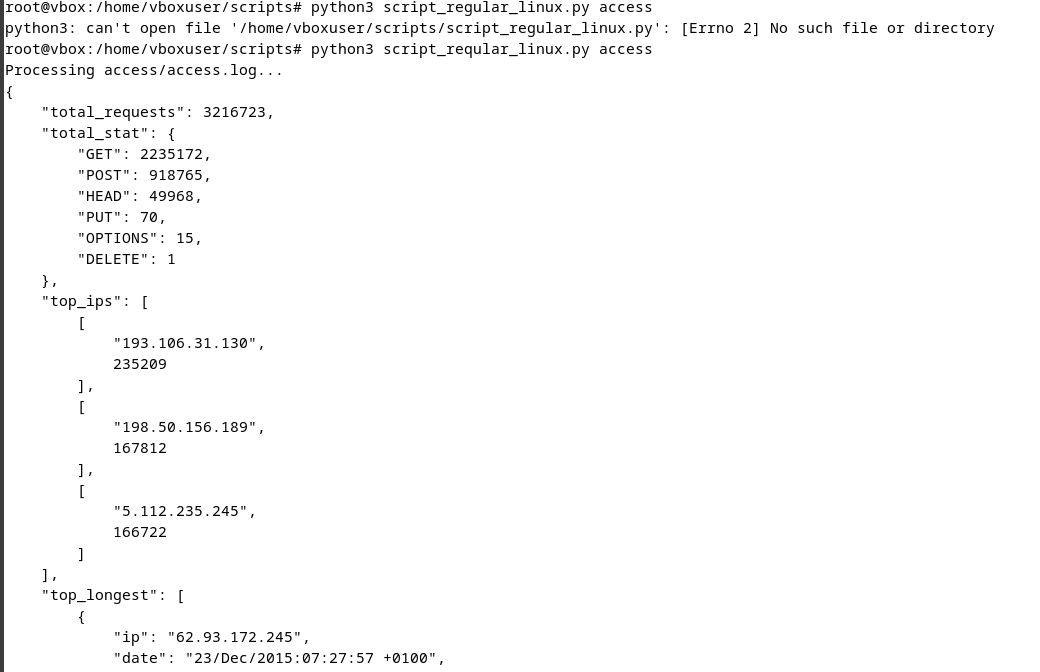 root@vbox:/home/vboxuser/scripts# python3 script_regular_linux.py access
python3: can't open file '/home/vboxuser/scripts/script_regular_linux.py': [Errno 2] No such file or directory
root@vbox:/home/vboxuser/scripts# python3 script_reqular_linux.py access
Processing access/access.log...
{
    "total_requests": 3216723,
    "total_stat": {
        "GET": 2235172,
        "POST": 918765,
        "HEAD": 49968,
        "PUT": 70,
        "OPTIONS": 15,
        "DELETE": 1
    },
    "top_ips": [
        [
            "193.106.31.130",
            235209
        ],
        [
            "198.50.156.189",
            167812
        ],
        [
            "5.112.235.245",
            166722
        ]
    ],
    "top_longest": [
        {
            "ip": "62.93.172.245",
            "date": "23/Dec/2015:07:27:57 +0100",